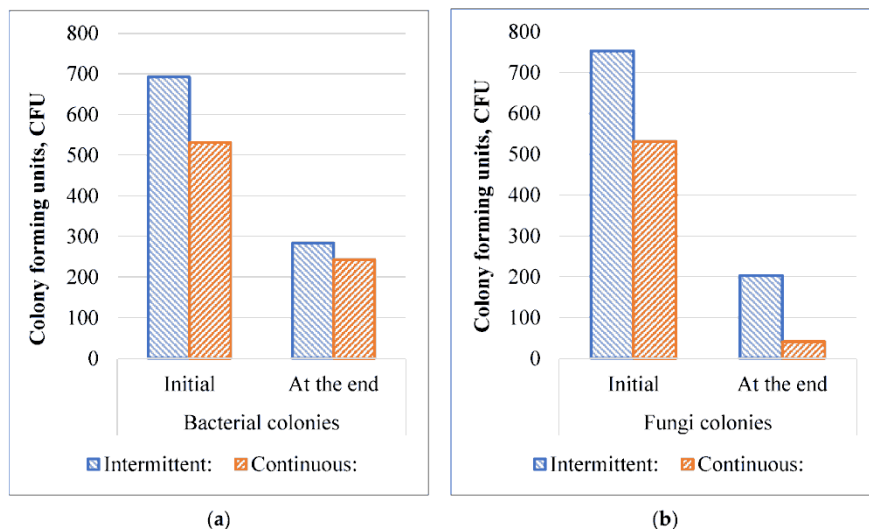 Colony forming units, CFU
800
700
600
500
400
300
200
100
0
Initial
At the end
Bacterial colonies
Intermittent:
Continuous:
(a)
Colony forming units, CFU
800
700
600
500
400
300
200
100
0
Initial
At the end
Fungi colonies
Intermittent:
Continuous:
(b)